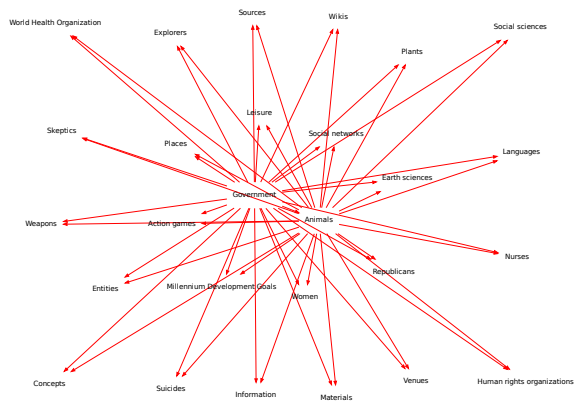 Sources
Wikis
World Health Organization
Social sciences
Explorers
Plants
Leisure
Skeptics
Social networks
Places
Languages
Earth sciences
Government
Animals
Weapons
Action games
Nurses
Republicans
Entities
Millennium Development Goals
Women
Concepts
Venues
Human rights organizations
Suicides
Information
Materials